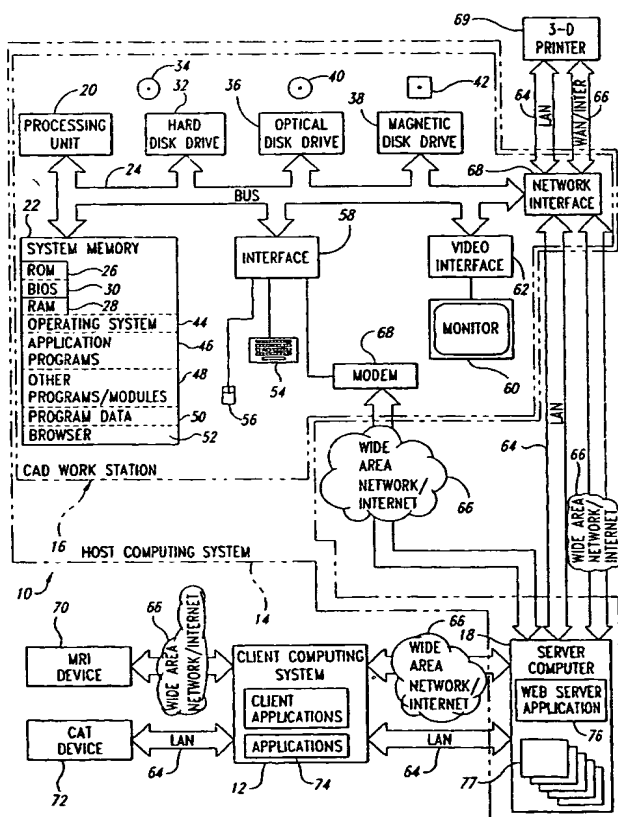 69
3-D
PRINTER
34
40
42
20
32
36
38
64
LAN
WAN/INTER
66
PROCESSING
UNIT
HARD
DISK DRIVE
OPTICAL
DISK DRIVE
MAGNETIC
DISK DRIVE
68
24
BUS
NETWORK
INTERFACE
22
58
SYSTEM MEMORY
ROM
26
BIOS
30
RAM
28
OPERATING SYSTEM
44
APPLICATION
PROGRAMS
46
OTHER
PROGRAMS/MODULES
48
PROGRAM DATA
50
BROWSER
52
INTERFACE
VIDEO
INTERFACE
62
MONITOR
60
54
56
68
MODEM
LAN
64
66
WIDE AREA
NETWORK/
INTERNET
WIDE
AREA
NETWORK/
INTERNET
66
CAD WORK STATION
16
HOST COMPUTING SYSTEM
10
14
70
66
MRI
DEVICE
WIDE AREA
NETWORK/INTERNET
CLIENT COMPUTING
SYSTEM
CLIENT
APPLICATIONS
APPLICATIONS
66
WIDE
AREA
NETWORK/
INTERNET
18
SERVER
COMPUTER
WEB SERVER
APPLICATION
76
77
CAT
DEVICE
72
LAN
64
12
74
LAN
64